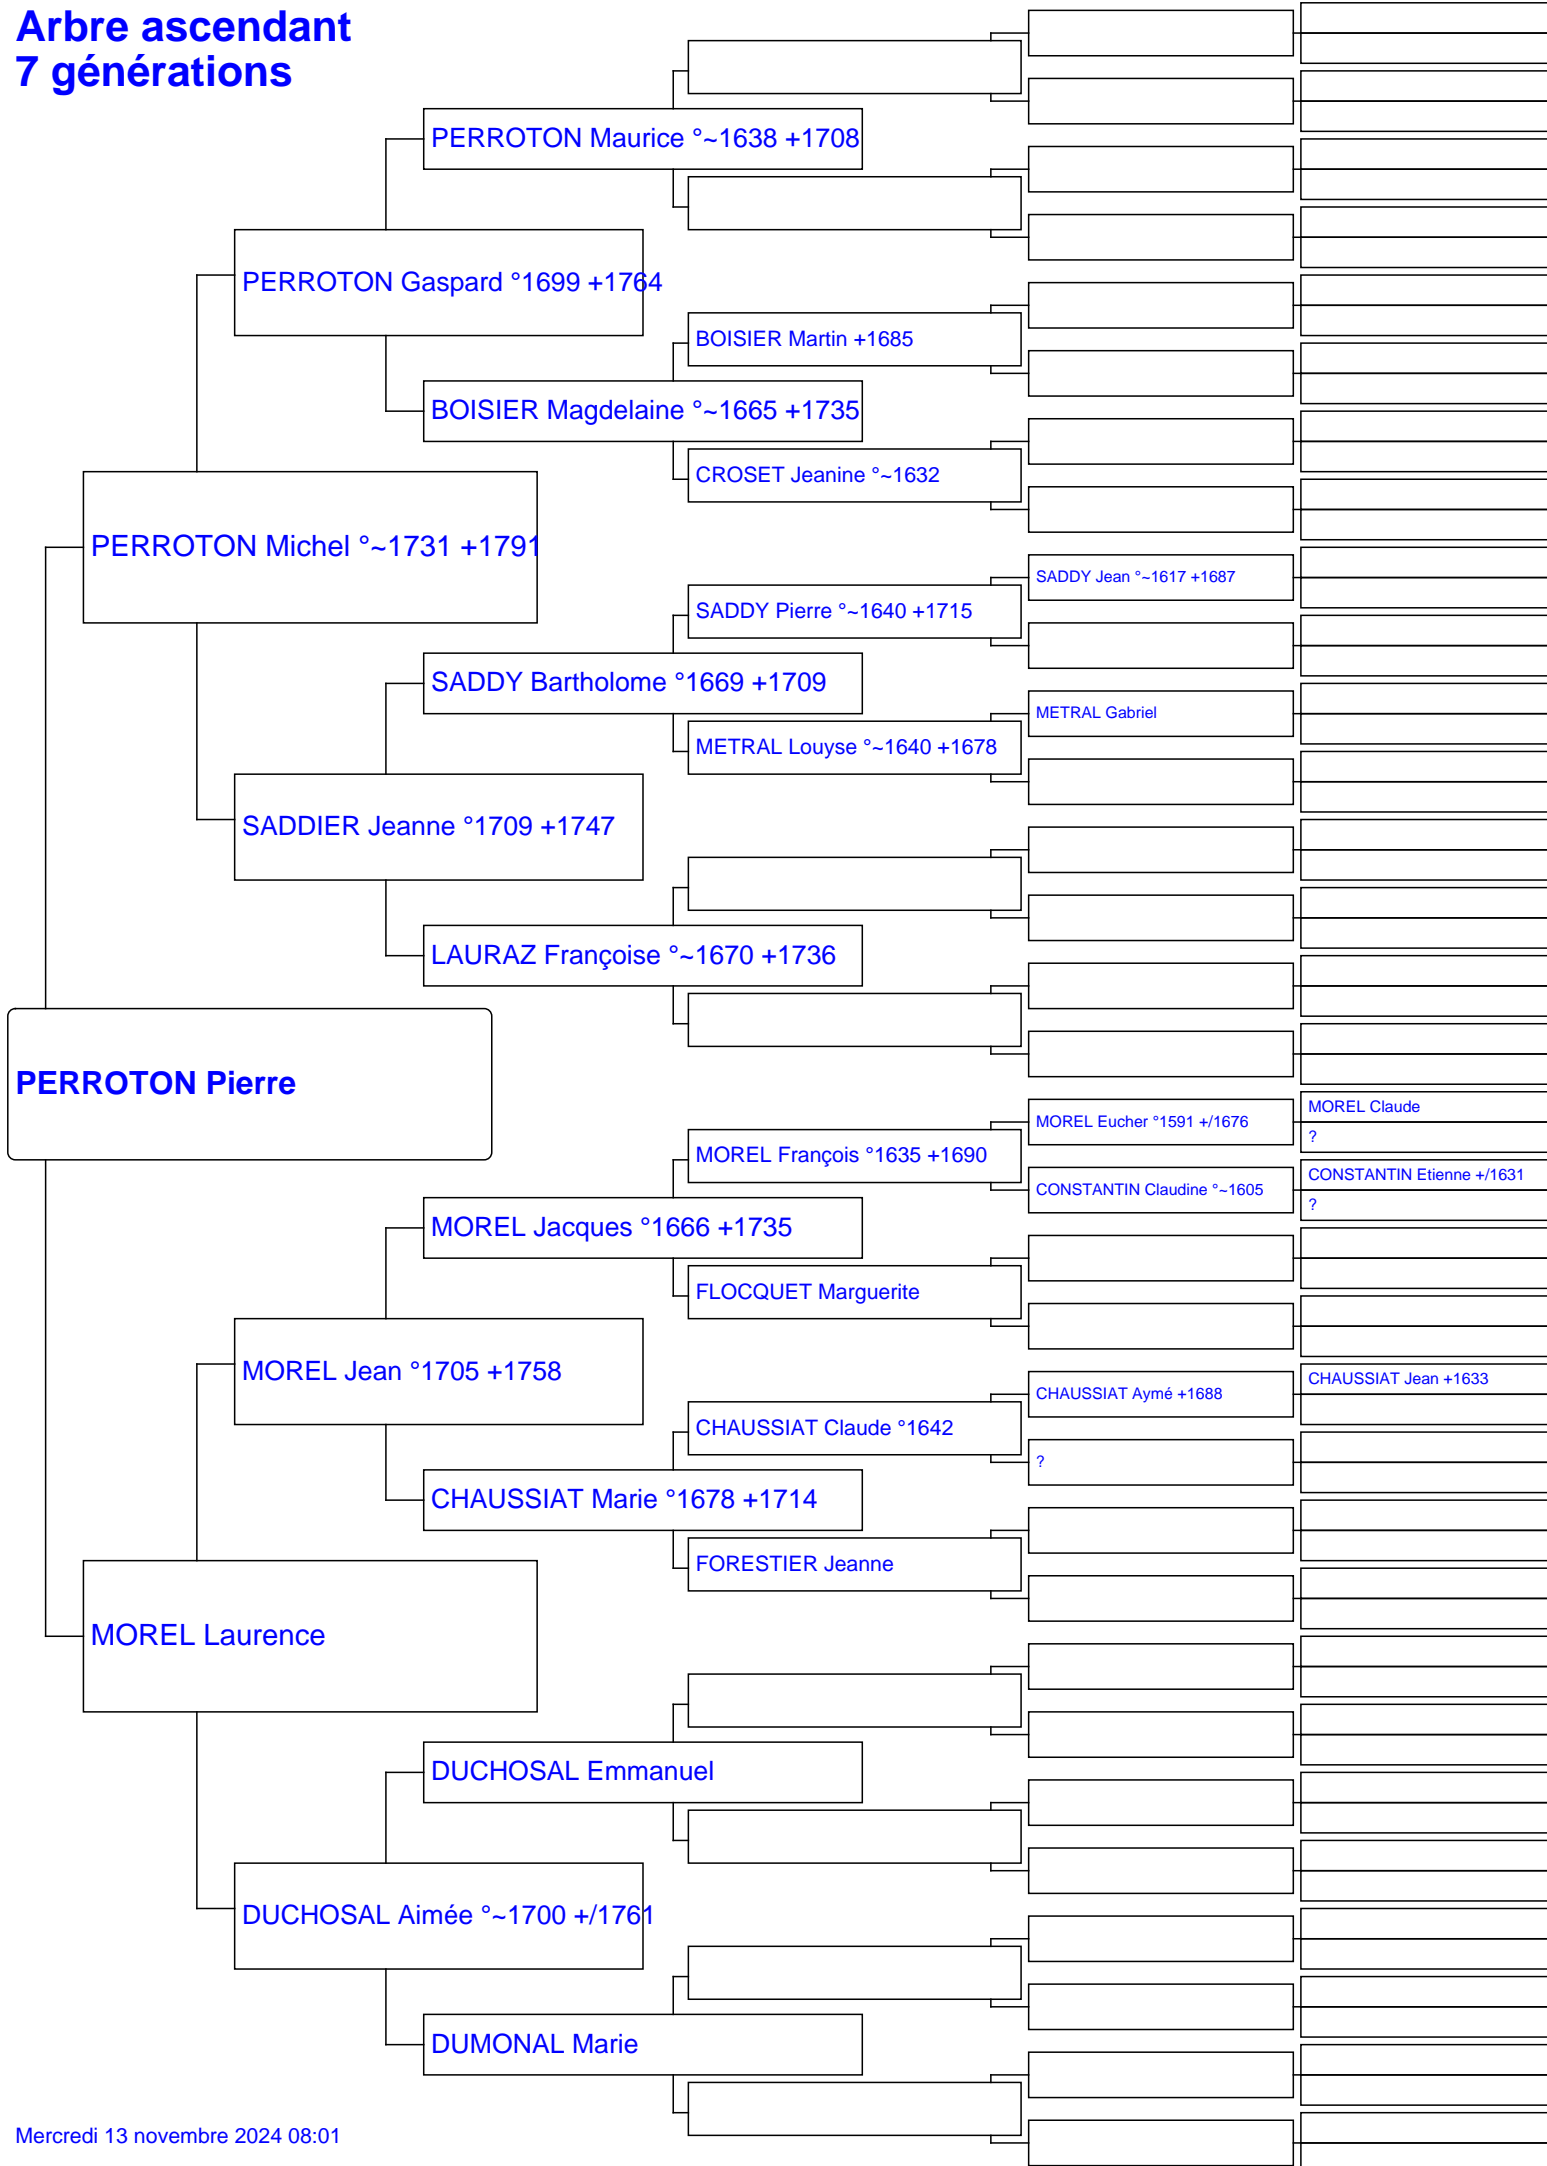 Arbre ascendant
7 générations
PERROTON Maurice °~1638 +1708
PERROTON Gaspard °1699 +1764
BOISIER Martin +1685
BOISIER Magdelaine °~1665 +1735
CROSET Jeanine °~1632
PERROTON Michel °~1731 +1791
SADDY Jean °~1617 +1687
SADDY Pierre °~1640 +1715
SADDY Bartholome °1669 +1709
METRAL Gabriel
METRAL Louyse °~1640 +1678
SADDIER Jeanne °1709 +1747
LAURAZ Françoise °~1670 +1736
PERROTON Pierre
MOREL Claude
MOREL Eucher °1591 +/1676
?
MOREL François °1635 +1690
CONSTANTIN Etienne +/1631
CONSTANTIN Claudine °~1605
?
MOREL Jacques °1666 +1735
FLOCQUET Marguerite
MOREL Jean °1705 +1758
CHAUSSIAT Jean +1633
CHAUSSIAT Aymé +1688
CHAUSSIAT Claude °1642
?
CHAUSSIAT Marie °1678 +1714
FORESTIER Jeanne
MOREL Laurence
DUCHOSAL Emmanuel
DUCHOSAL Aimée °~1700 +/1761
DUMONAL Marie
Mercredi 13 novembre 2024 08:01